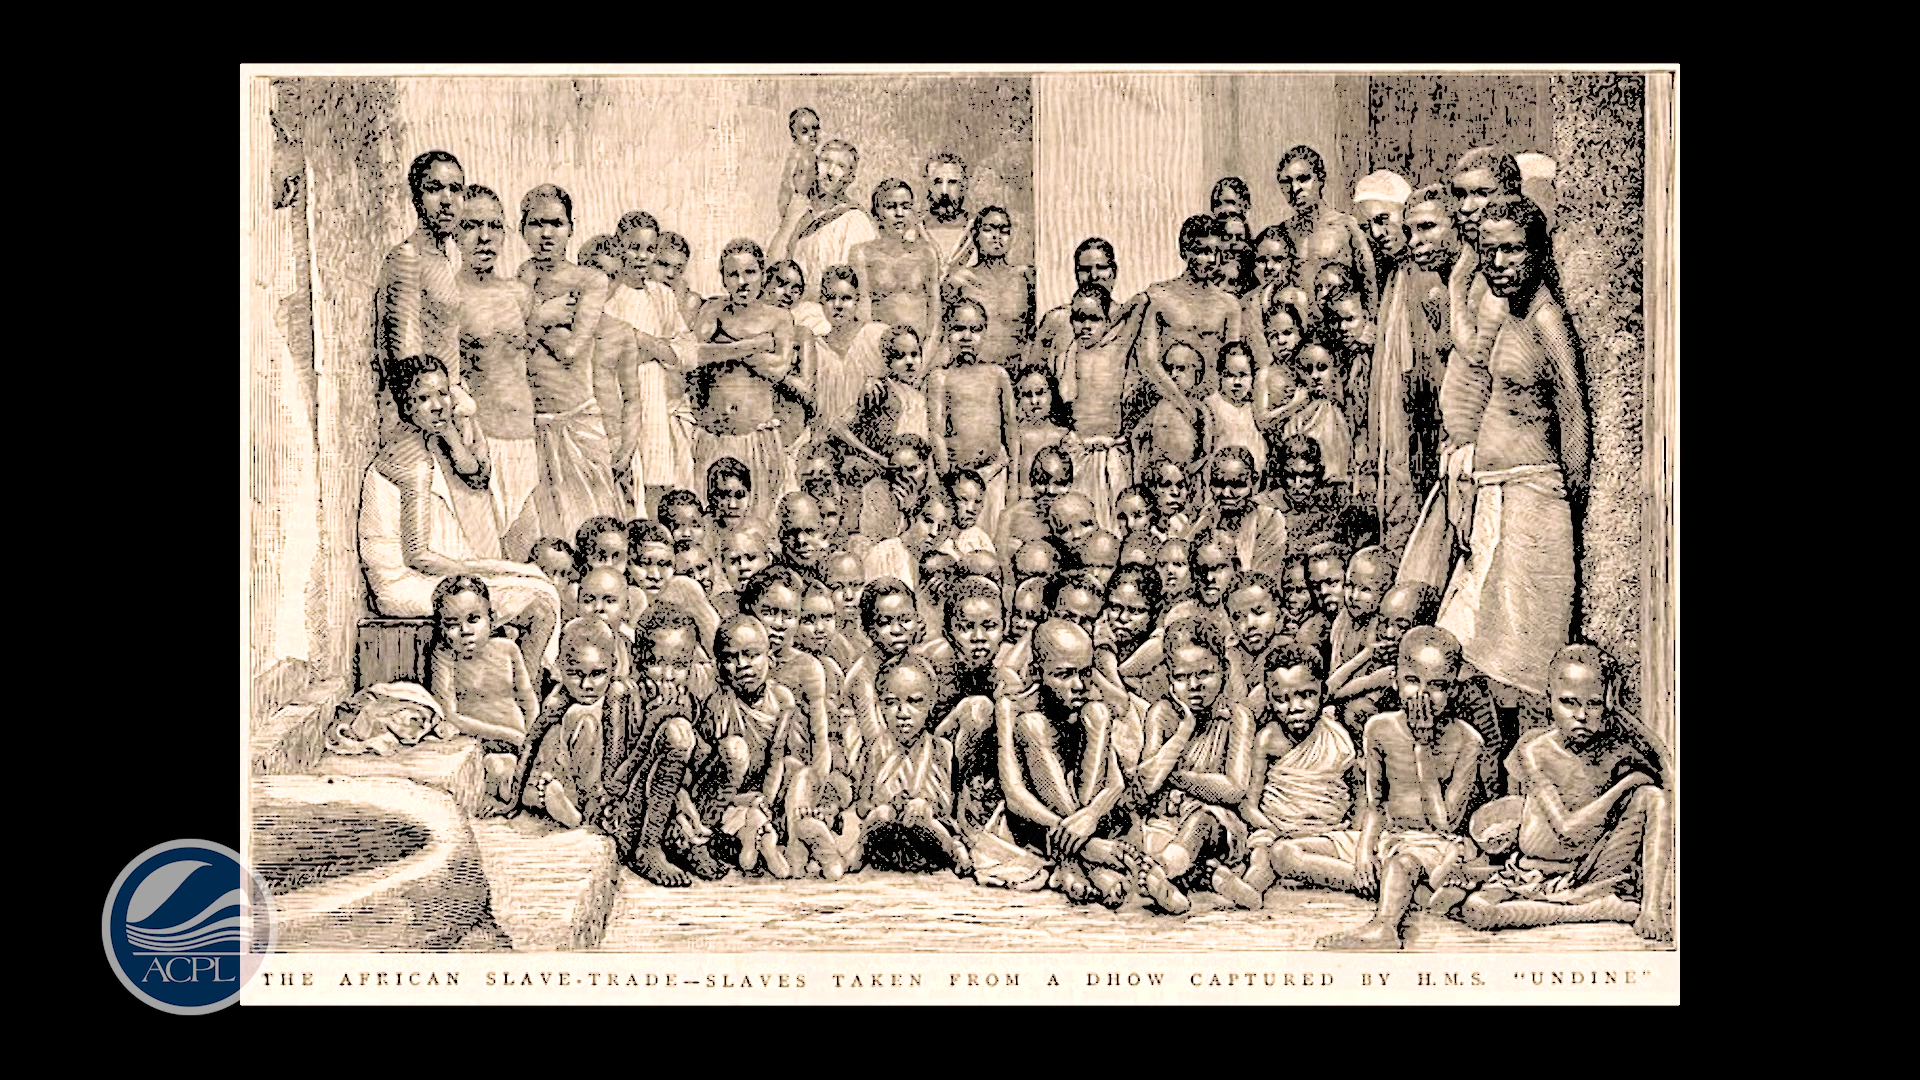 ACPL
THE AFRICAN SLAVE-TRADE—SLAVES TAKEN FROM A DHOW CAPTURED BY H.M.S. "UNDINE"